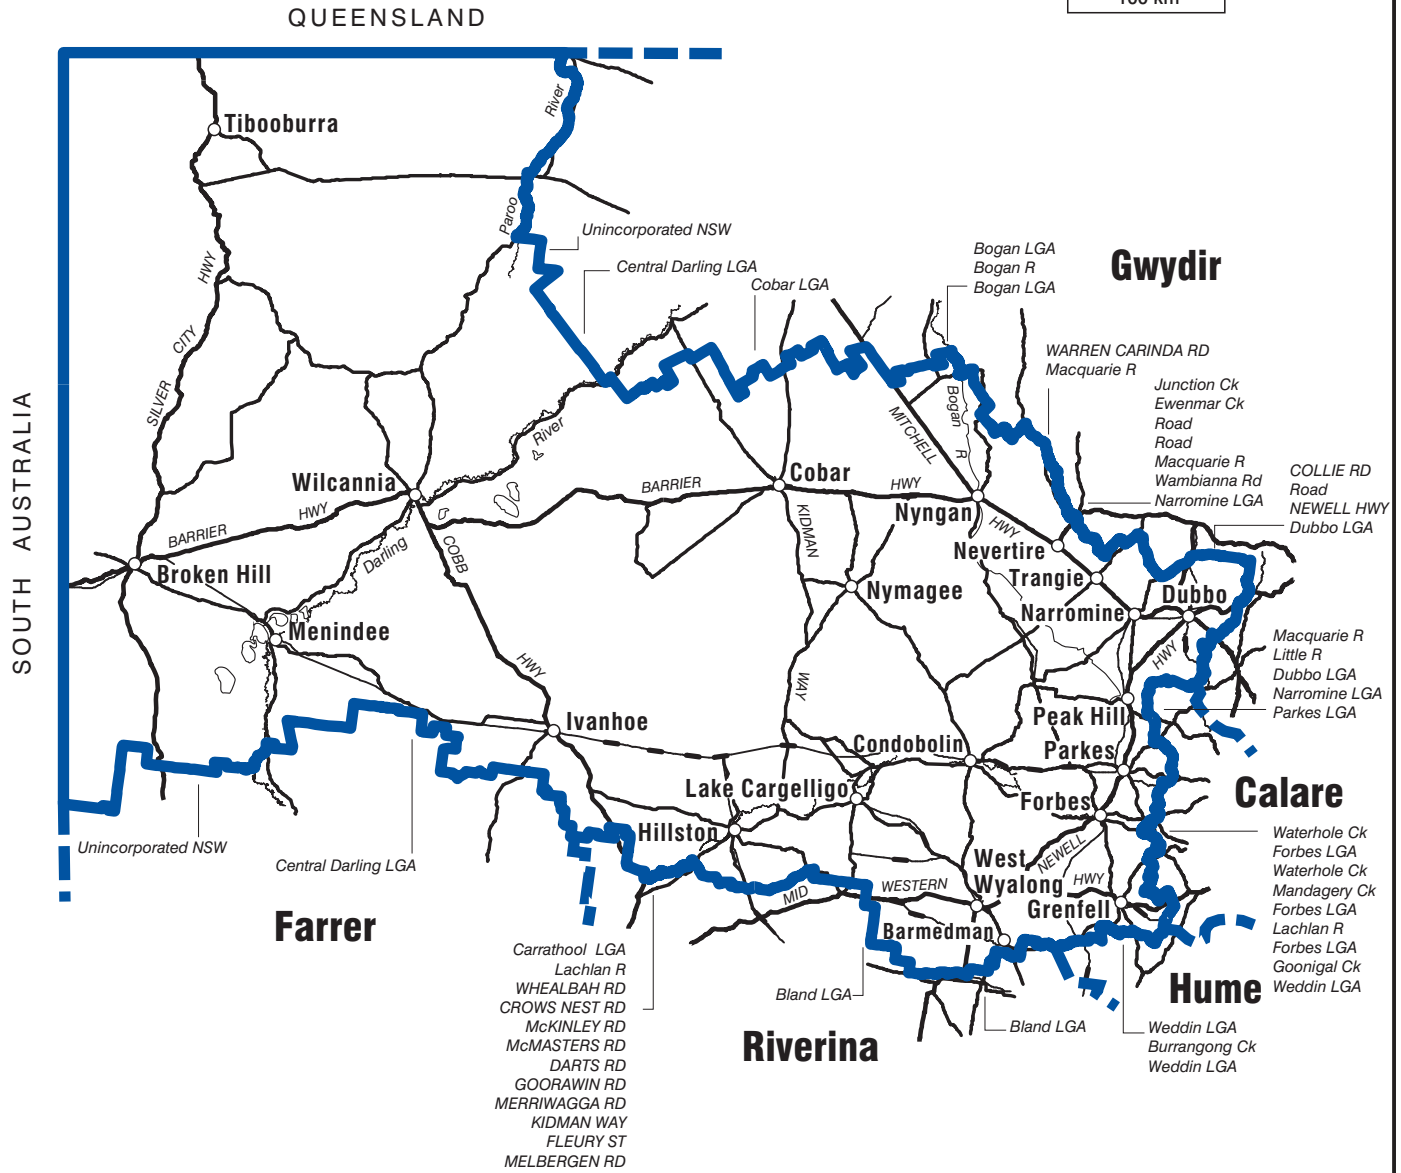 QUEENSLAND
Tibooburra
River
Paroo
Unincorporated NSW
Central Darling LGA
Cobar LGA
Bogan LGA
Bogan R
Bogan LGA
Gwydir
HWY
CITY
SILVER
WARREN CARINDA RD
Macquarie R
Junction Ck
Ewenmar Ck
Road
Road
Macquarie R
Wambianna Rd
Narromine LGA
COLLIE RD
Road
NEWELL HWY
Dubbo LGA
SOUTH AUSTRALIA
MITCHELL
Bogan R
River
Wilcannia
Cobar
BARRIER
HWY
Nyngan
HWY
BARRIER
HWY
KIDMAN
Nevertire
Trangie
Broken Hill
Darling
COBB
Nymagee
Dubbo
Narromine
Menindee
HWY
HWY
WAY
Macquarie R
Little R
Dubbo LGA
Narromine LGA
Parkes LGA
Ivanhoe
Peak Hill
Condobolin
Parkes
Lake Cargelligo
Forbes
Calare
Hillston
NEWELL
HWY
Unincorporated NSW
Central Darling LGA
West
Wyalong
MID
WESTERN
Grenfell
Barmedman
Waterhole Ck
Forbes LGA
Waterhole Ck
Mandagery Ck
Forbes LGA
Lachlan R
Forbes LGA
Goonigal Ck
Weddin LGA
Farrer
Carrathool LGA
Lachlan R
WHEALBAH RD
CROWS NEST RD
McKINLEY RD
McMASTERS RD
DARTS RD
GOORAWIN RD
MERRIWAGGA RD
KIDMAN WAY
FLEURY ST
MELBERGEN RD
Bland LGA
Riverina
Bland LGA
Hume
Weddin LGA
Burrangong Ck
Weddin LGA